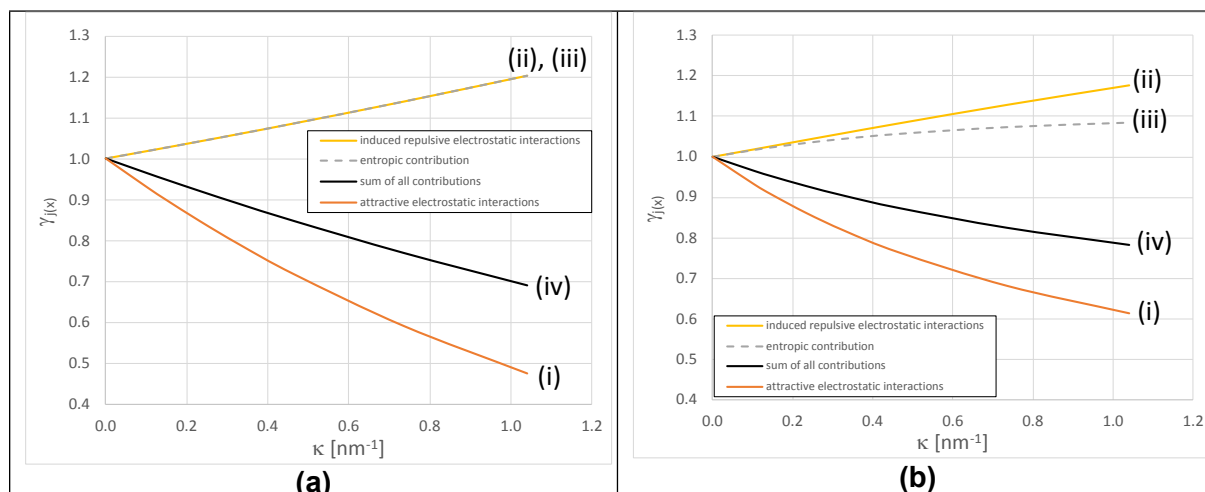 1.3
1.2
1.1
1.0
0.9
0.8
0.7
0.6
0.5
0.4
γj(x)
0.0 0.2 0.4 0.6 0.8 1.0 1.2
κ [nm-1]
(ii), (iii)
induced repulsive electrostatic interactions
entropic contribution
sum of all contributions
attractive electrostatic interactions
(iv)
(i)
(a)
1.3
1.2
1.1
1.0
0.9
0.8
0.7
0.6
0.5
0.4
γj(x)
0.0 0.2 0.4 0.6 0.8 1.0 1.2
κ [nm-1]
(ii)
(iii)
(iv)
(i)
induced repulsive electrostatic interactions
entropic contribution
sum of all contributions
attractive electrostatic interactions
(b)